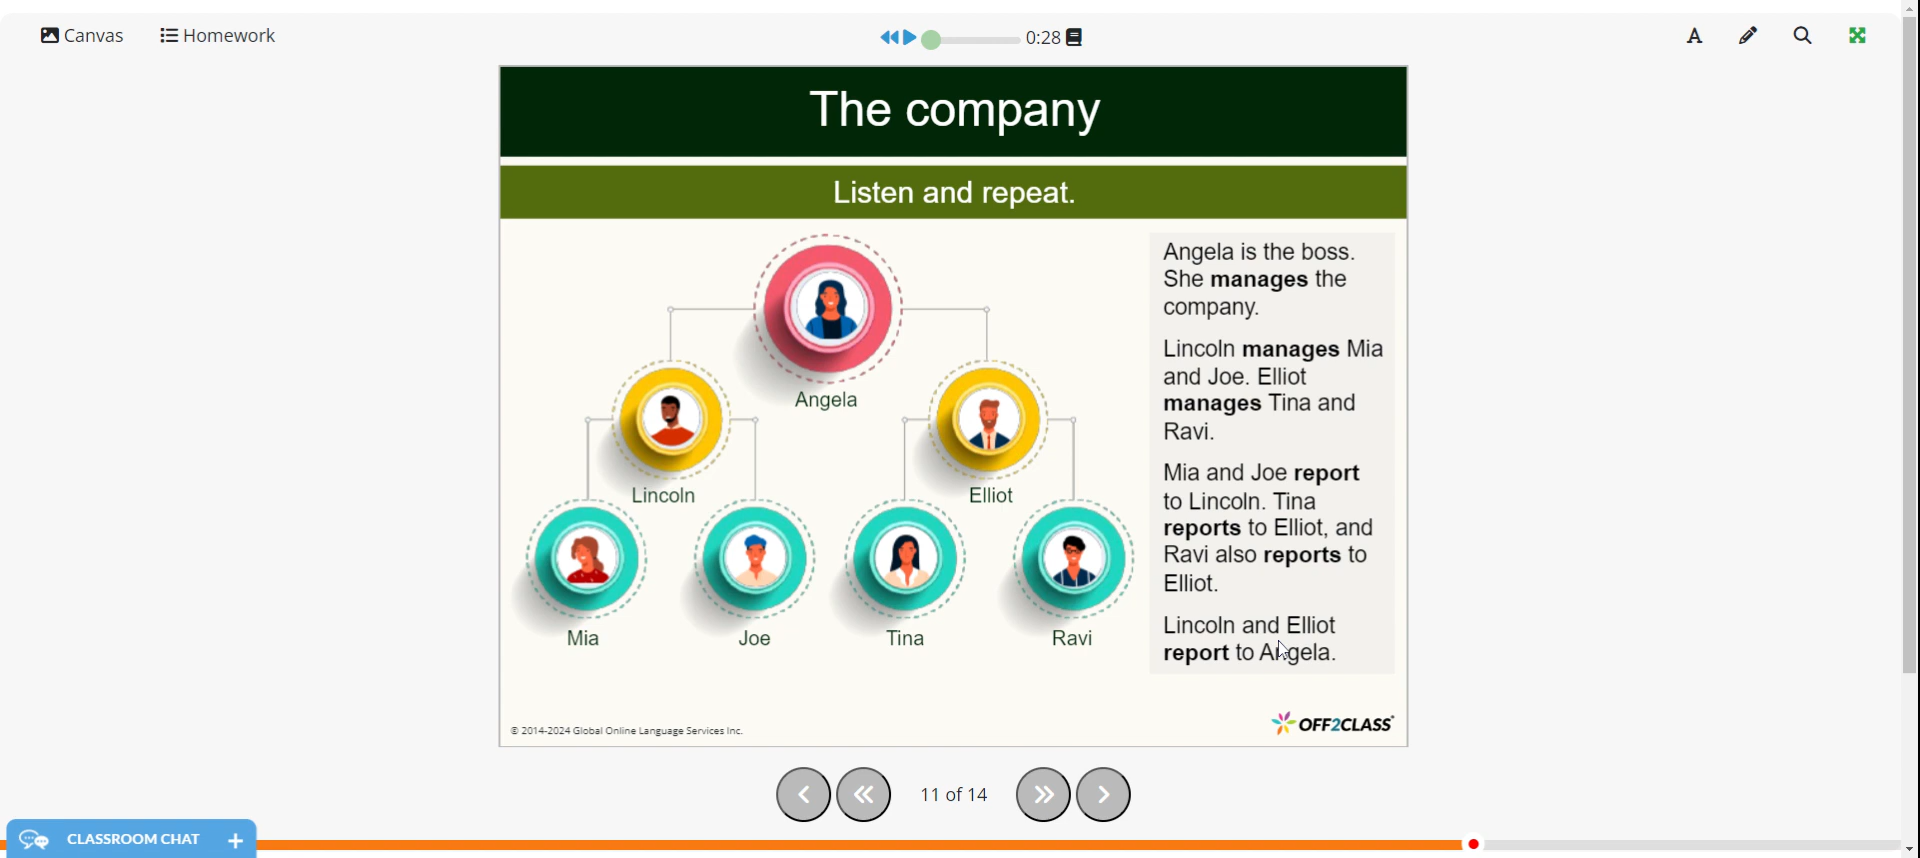 Canvas
Homework
0:28
A
The company
Listen and repeat.
Angela
Lincoln
Elliot
Mia
Joe
Tina
Ravi
Angela is the boss.
She manages the
company.
Lincoln manages Mia
and Joe. Elliot
manages Tina and
Ravi.
Mia and Joe report
to Lincoln. Tina
reports to Elliot, and
Ravi also reports to
Elliot.
Lincoln and Elliot
report to Angela.
© 2014-2024 Global Online Language Services Inc.
OFF2CLASS
11 of 14
CLASSROOM CHAT +